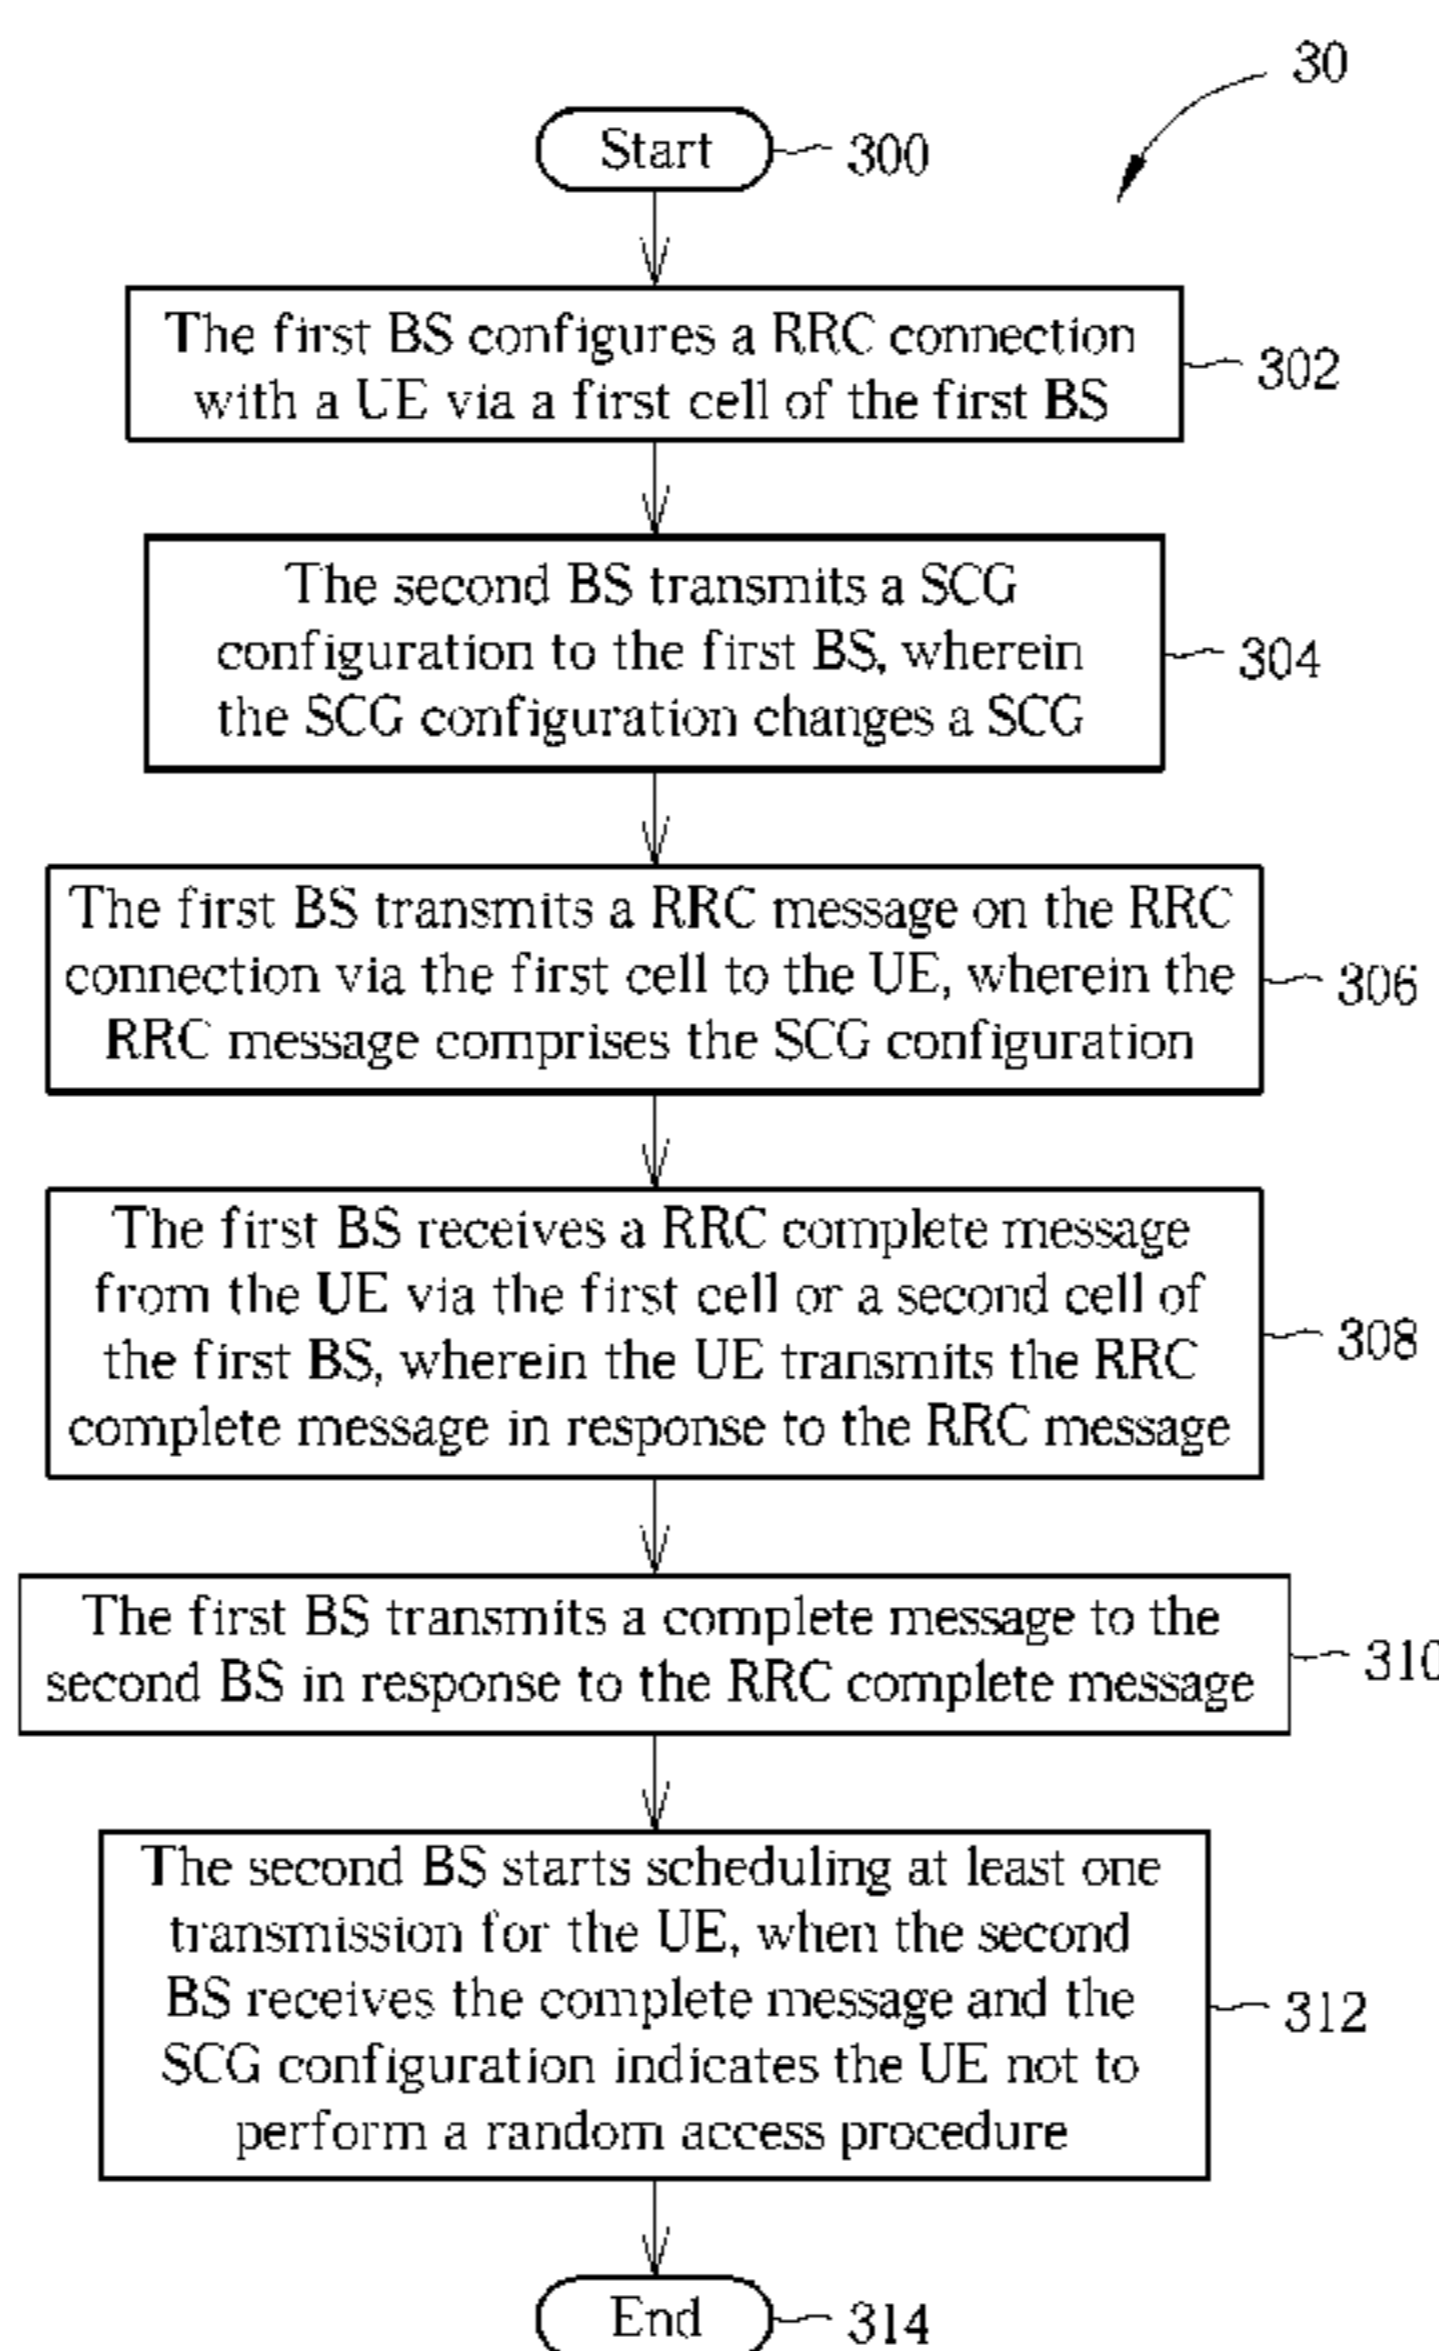 30
Start
300
The first BS configures a RRC connection
with a UE via a first cell of the first BS
302
The second BS transmits a SCG
configuration to the first BS, wherein
the SCG configuration changes a SCG
304
The first BS transmits a RRC message on the RRC
connection via the first cell to the UE, wherein the
RRC message comprises the SCG configuration
306
The first BS receives a RRC complete message
from the UE via the first cell or a second cell of
the first BS, wherein the UE transmits the RRC
complete message in response to the RRC message
308
The first BS transmits a complete message to the
second BS in response to the RRC complete message
310
The second BS starts scheduling at least one
transmission for the UE, when the second
BS receives the complete message and the
SCG configuration indicates the UE not to
perform a random access procedure
312
End
314